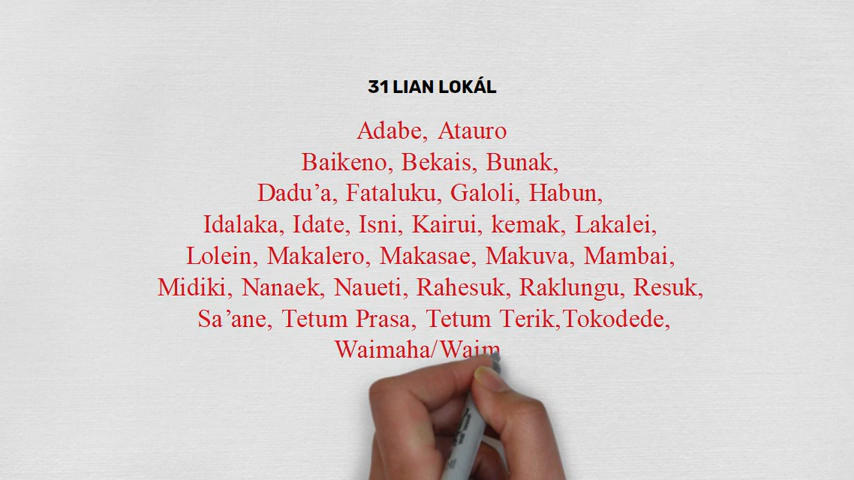 31 LIAN LOKÁL
Adabe, Atauro
Baikeno, Bekais, Bunak,
Dadu’a, Fataluku, Galoli, Habun,
Idalaka, Idate, Isni, Kairui, kemak, Lakalei,
Lolein, Makalero, Makasae, Makuva, Mambai,
Midiki, Nanaek, Naueti, Rahesuk, Raklungu, Resuk,
Sa’ane, Tetum Prasa, Tetum Terik,Tokodede,
Waimaha/Waim